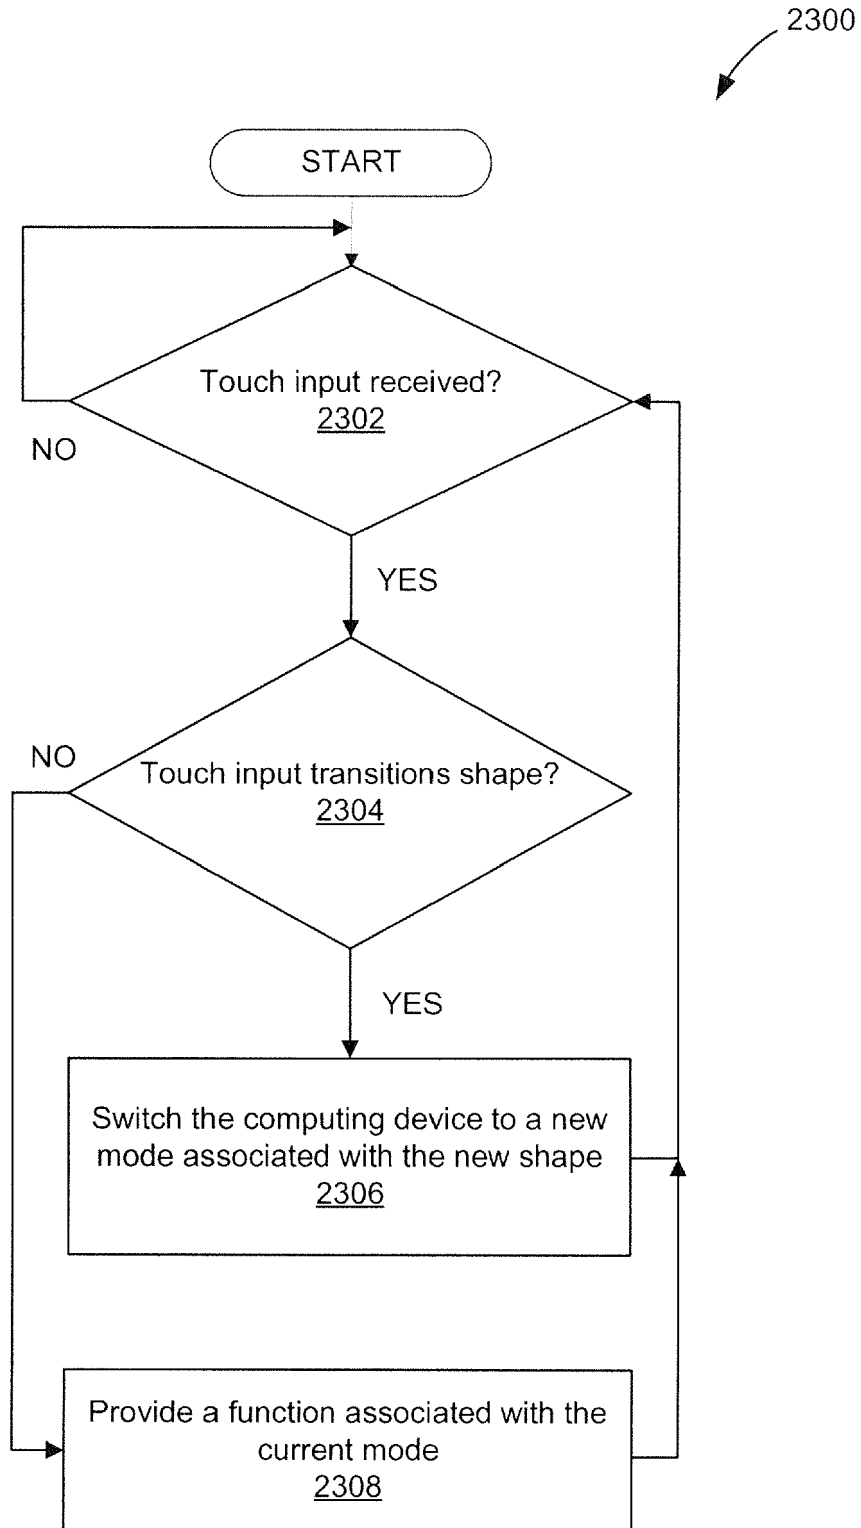 2300
START
Touch input received?
2302
NO
YES
NO
Touch input transitions shape?
2304
YES
Switch the computing device to a new
mode associated with the new shape
2306
Provide a function associated with the
current mode
2308